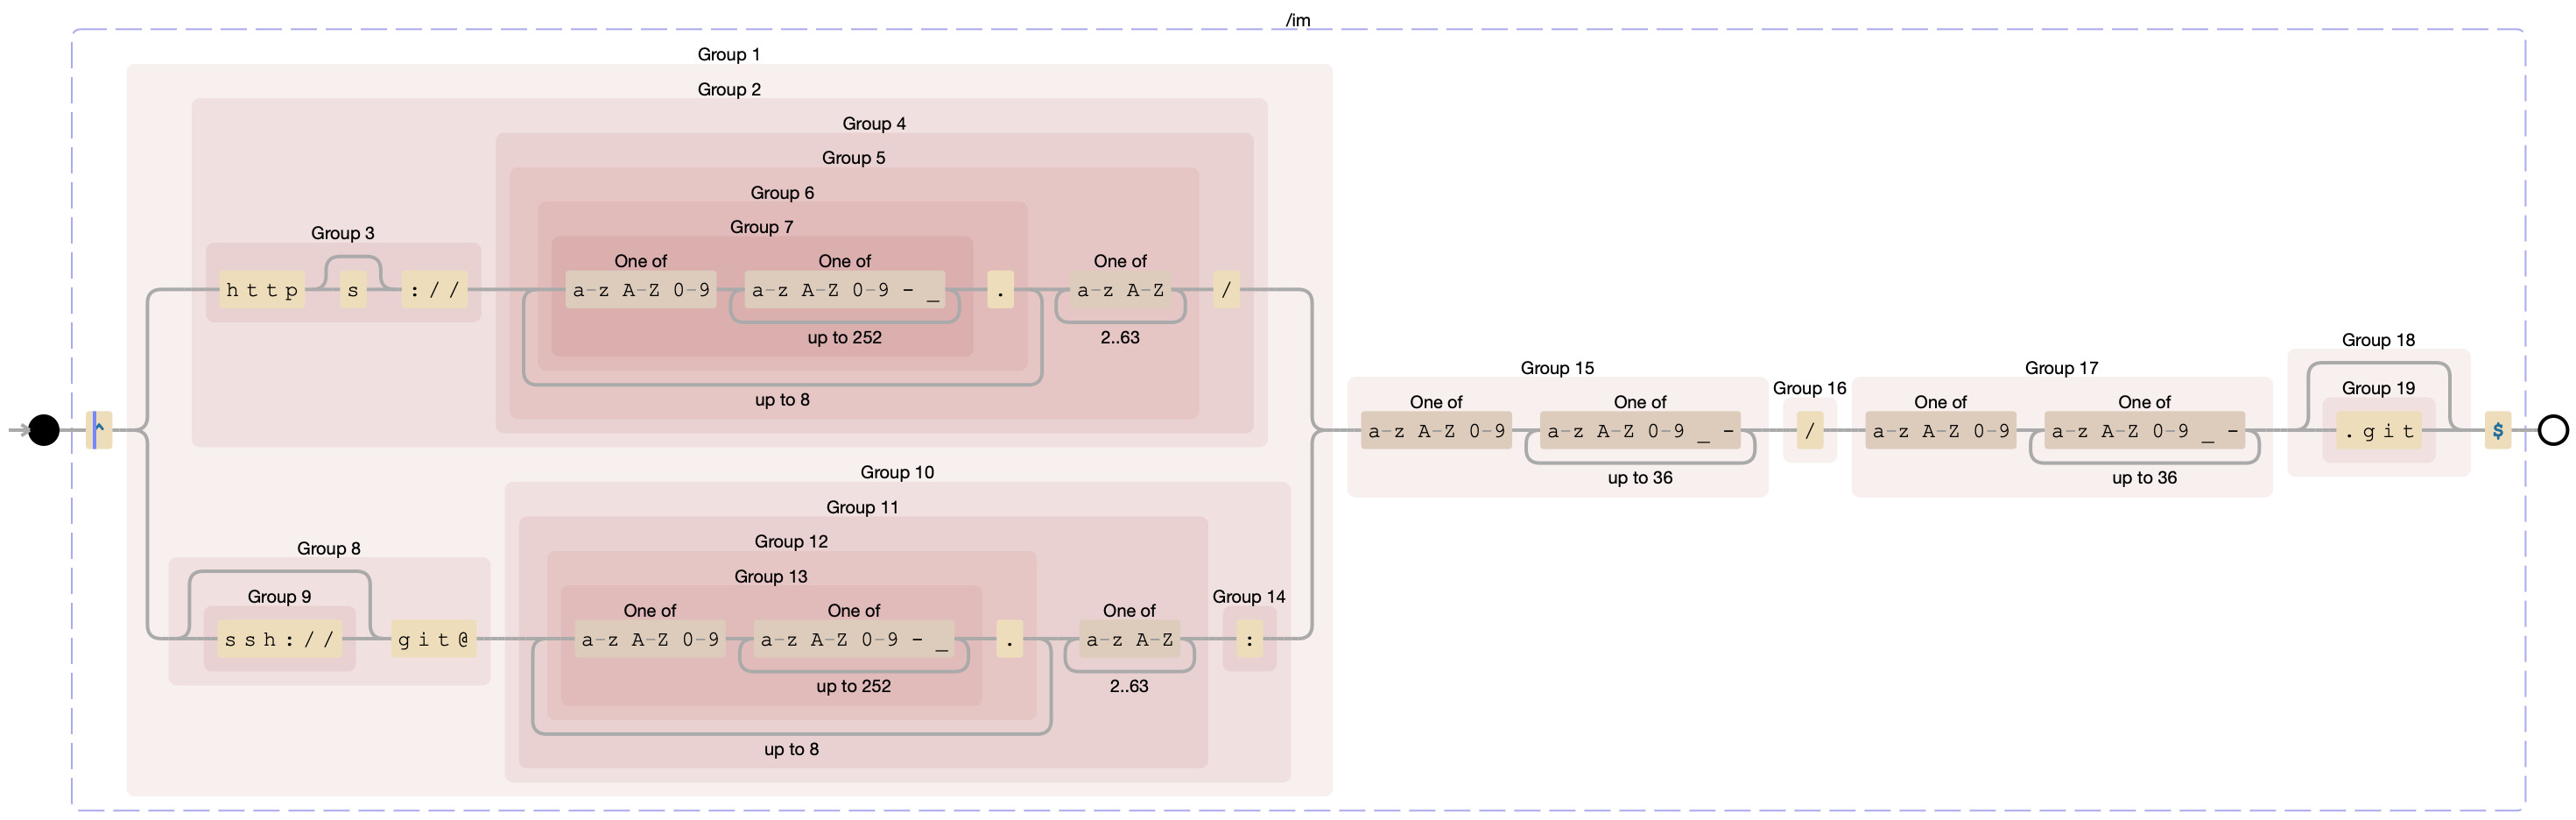 /im
Group 1
Group 2
Group 4
Group 5
Group 6
Group 7
Group 3
One of
One of
One of
http
s
://
a-z A-Z 0-9
a-z A-Z 0-9 - _
.
a-z A-Z
/
up to 252
2..63
up to 8
^
Group 10
Group 11
Group 12
Group 13
Group 8
Group 9
One of
One of
One of
Group 14
ssh://
git@
a-z A-Z 0-9
a-z A-Z 0-9 - _
.
a-z A-Z
:
up to 252
2..63
up to 8
Group 15
One of
One of
a-z A-Z 0-9
a-z A-Z 0-9 _ -
up to 36
Group 16
/
Group 17
One of
One of
a-z A-Z 0-9
a-z A-Z 0-9 _ -
up to 36
Group 18
Group 19
.git
$